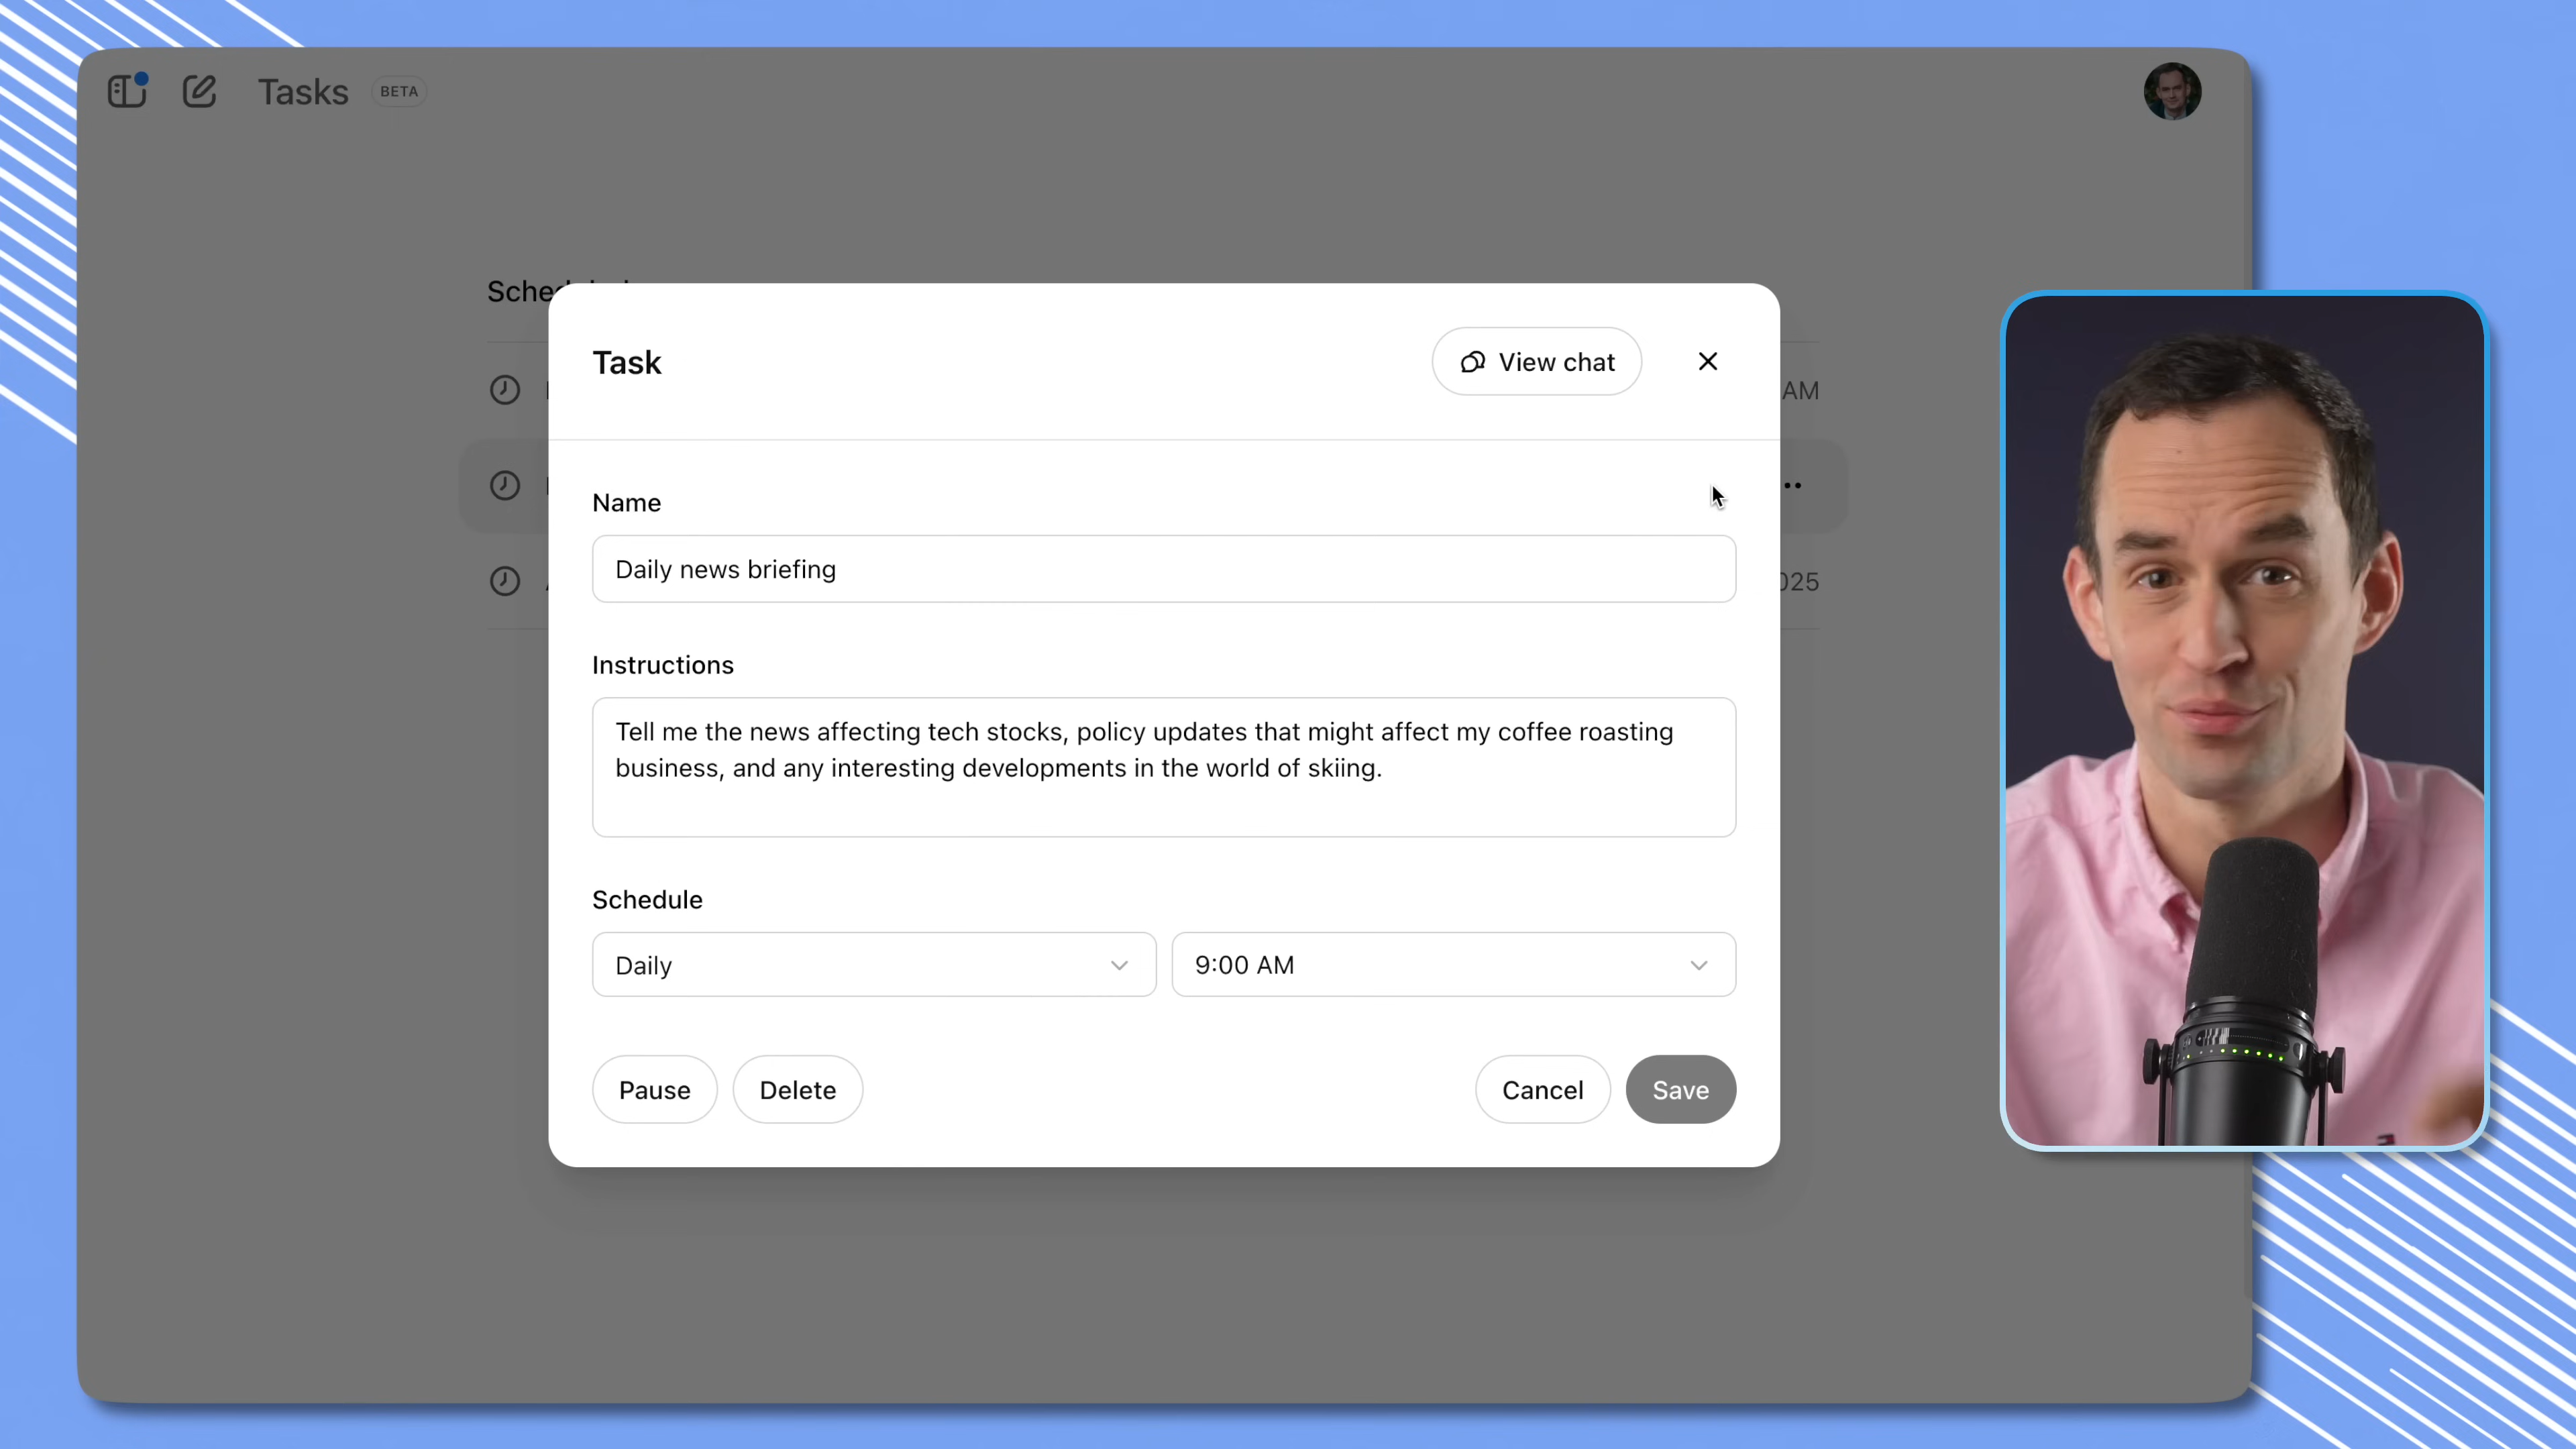 Tasks BETA
Task
View chat
AM
Name
Daily news briefing
025
Instructions
Tell me the news affecting tech stocks, policy updates that might affect my coffee roasting
business, and any interesting developments in the world of skiing.
Schedule
Daily
9:00 AM
Pause
Delete
Cancel
Save